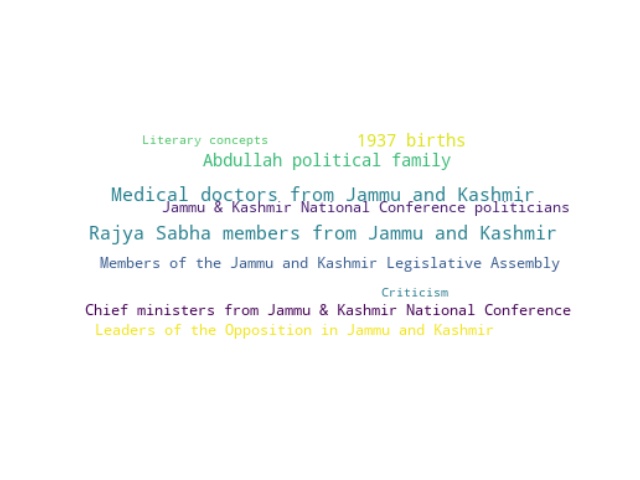 Literary concepts
1937 births
Abdullah political family
Medical doctors from Jammu and Kashmir
Jammu & Kashmir National Conference politicians
Rajya Sabha members from Jammu and Kashmir
Members of the Jammu and Kashmir Legislative Assembly
Criticism
Chief ministers from Jammu & Kashmir National Conference
Leaders of the Opposition in Jammu and Kashmir